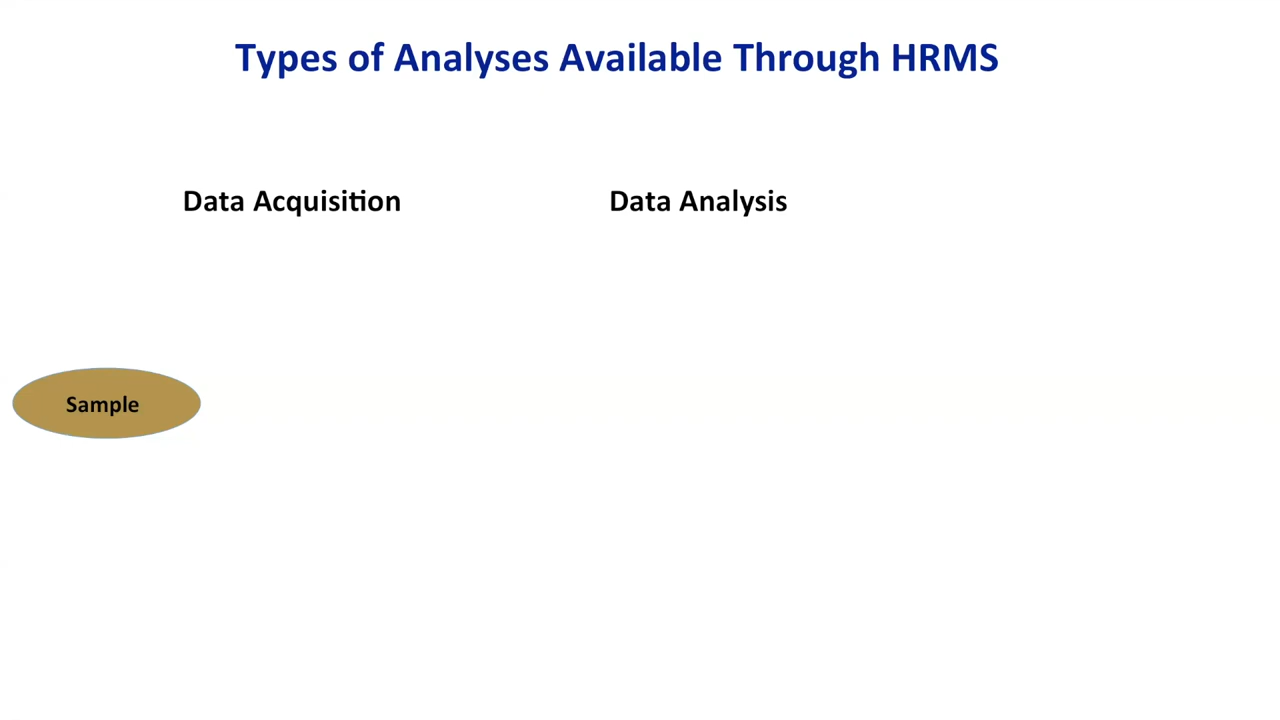 Types of Analyses Available Through HRMS
Data Acquisition
Data Analysis
Sample